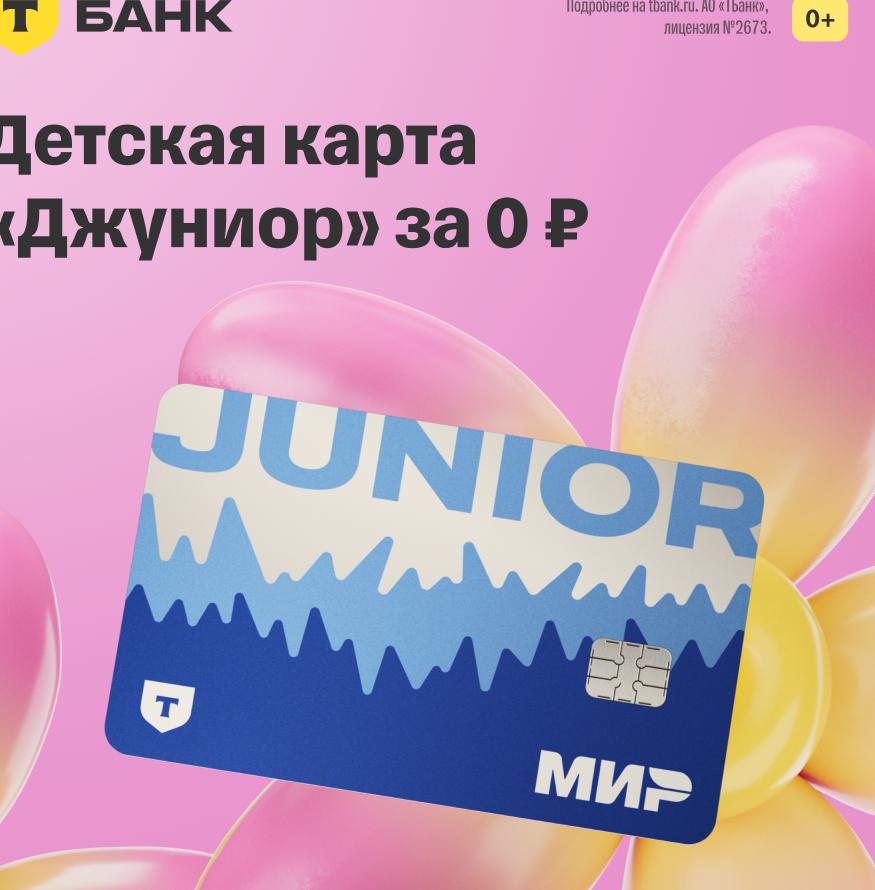 Т БАНК
Подробнее на tbank.ru. АО «ТБанк»,
лицензия №2673.
0+
Детская карта
«Джуниор» за 0 ₽
JUNIOR
Т
МИР